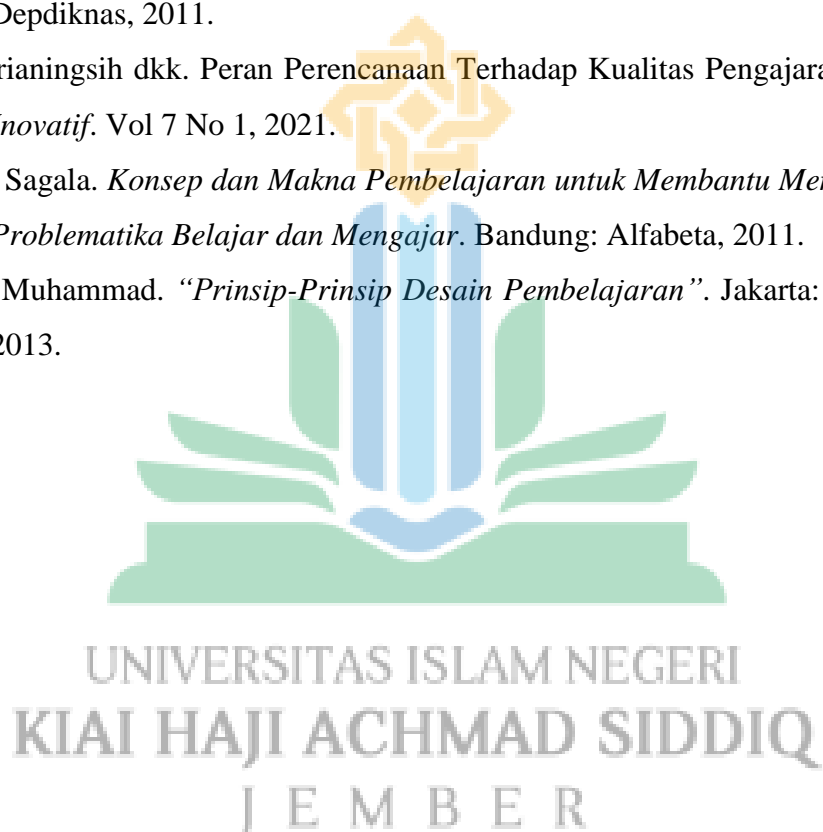 Depdiknas, 2011.
rianingsih dkk. Peran Perencanaan Terhadap Kualitas Pengajara
Inovatif. Vol 7 No 1, 2021.
Sagala. Konsep dan Makna Pembelajaran untuk Membantu Me
Problematika Belajar dan Mengajar. Bandung: Alfabeta, 2011.
Muhammad. “Prinsip-Prinsip Desain Pembelajaran”. Jakarta:
2013.
UNIVERSITAS ISLAM NEGERI
KIAI HAJI ACHMAD SIDDIQ
JEMBER